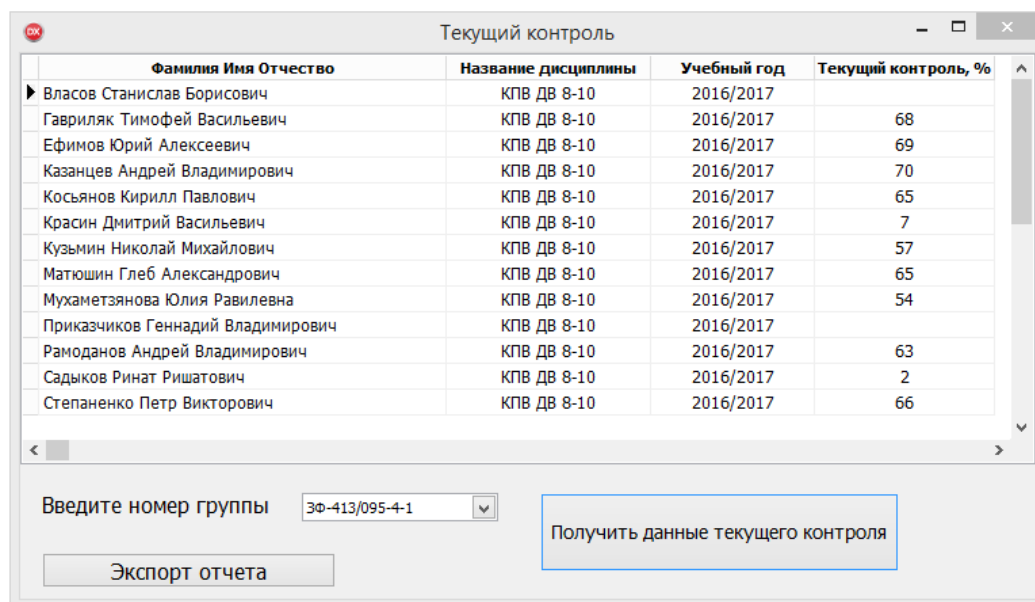 DX Текущий контроль
Фамилия Имя Отчество Название дисциплины Учебный год Текущий контроль, %
Власов Станислав Борисович КПВ ДВ 8-10 2016/2017
Гавриляк Тимофей Васильевич КПВ ДВ 8-10 2016/2017 68
Ефимов Юрий Алексеевич КПВ ДВ 8-10 2016/2017 69
Казанцев Андрей Владимирович КПВ ДВ 8-10 2016/2017 70
Косьянов Кирилл Павлович КПВ ДВ 8-10 2016/2017 65
Красин Дмитрий Васильевич КПВ ДВ 8-10 2016/2017 7
Кузьмин Николай Михайлович КПВ ДВ 8-10 2016/2017 57
Матюшин Глеб Александрович КПВ ДВ 8-10 2016/2017 65
Мухаметзянова Юлия Равилевна КПВ ДВ 8-10 2016/2017 54
Приказчиков Геннадий Владимирович КПВ ДВ 8-10 2016/2017
Рамоданов Андрей Владимирович КПВ ДВ 8-10 2016/2017 63
Садыков Ринат Ришатович КПВ ДВ 8-10 2016/2017 2
Степаненко Петр Викторович КПВ ДВ 8-10 2016/2017 66
Введите номер группы ЗФ-413/095-4-1
Получить данные текущего контроля
Экспорт отчета